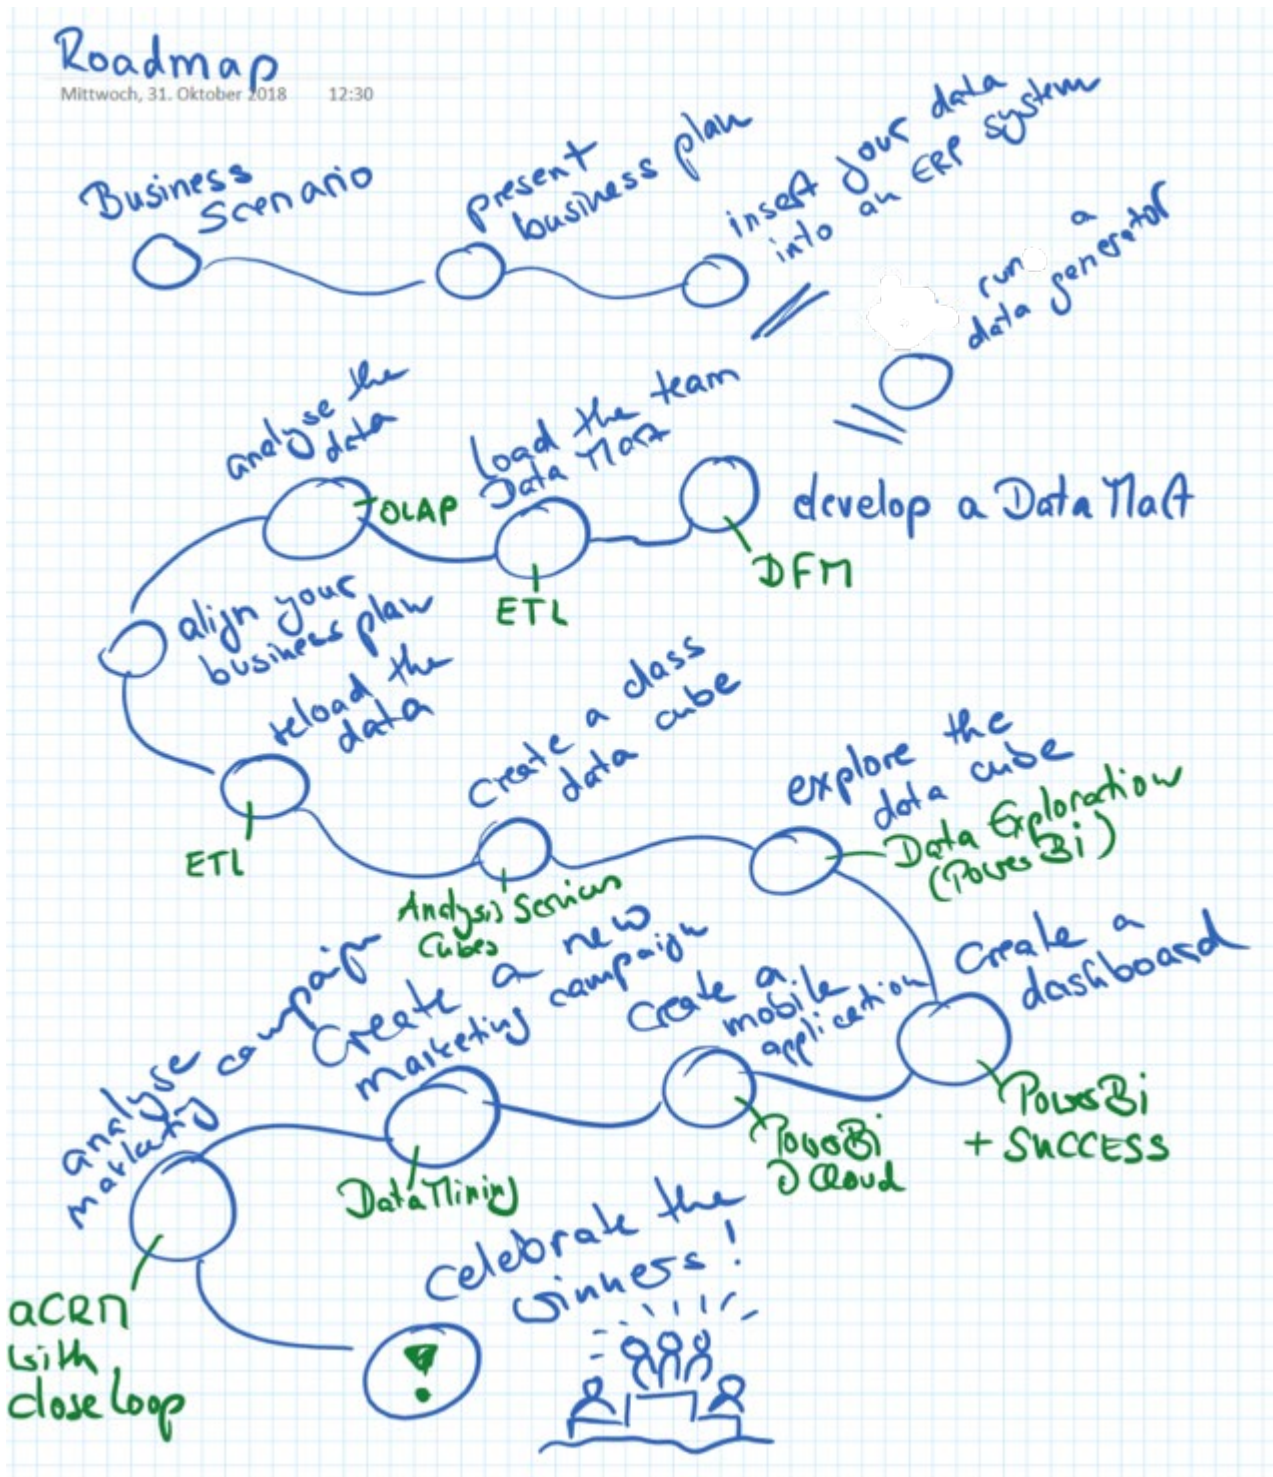 Roadmap
Mittwoch, 31. Oktober 2018 12:30
Business
Scenario
present
business plan
insert your data
into an ERP system
run a
data generator
develop a Data Mart
DFM
Load the team
Data Mart
ETL
analyse the
data
OLAP
align your
business plan
reload the
data
ETL
create a class
data cube
Analysis Services
Cubes
explore the
data cube
Data Exploration
(PowerBi)
Create a
dashboard
PowerBi
+ SUCCESS
Create a
mobile
application
PowerBi
Cloud
Create a new
marketing campaign
Data Mining
analyse campaign
marketing
aCRM
with
close loop
celebrate the
winners!
!